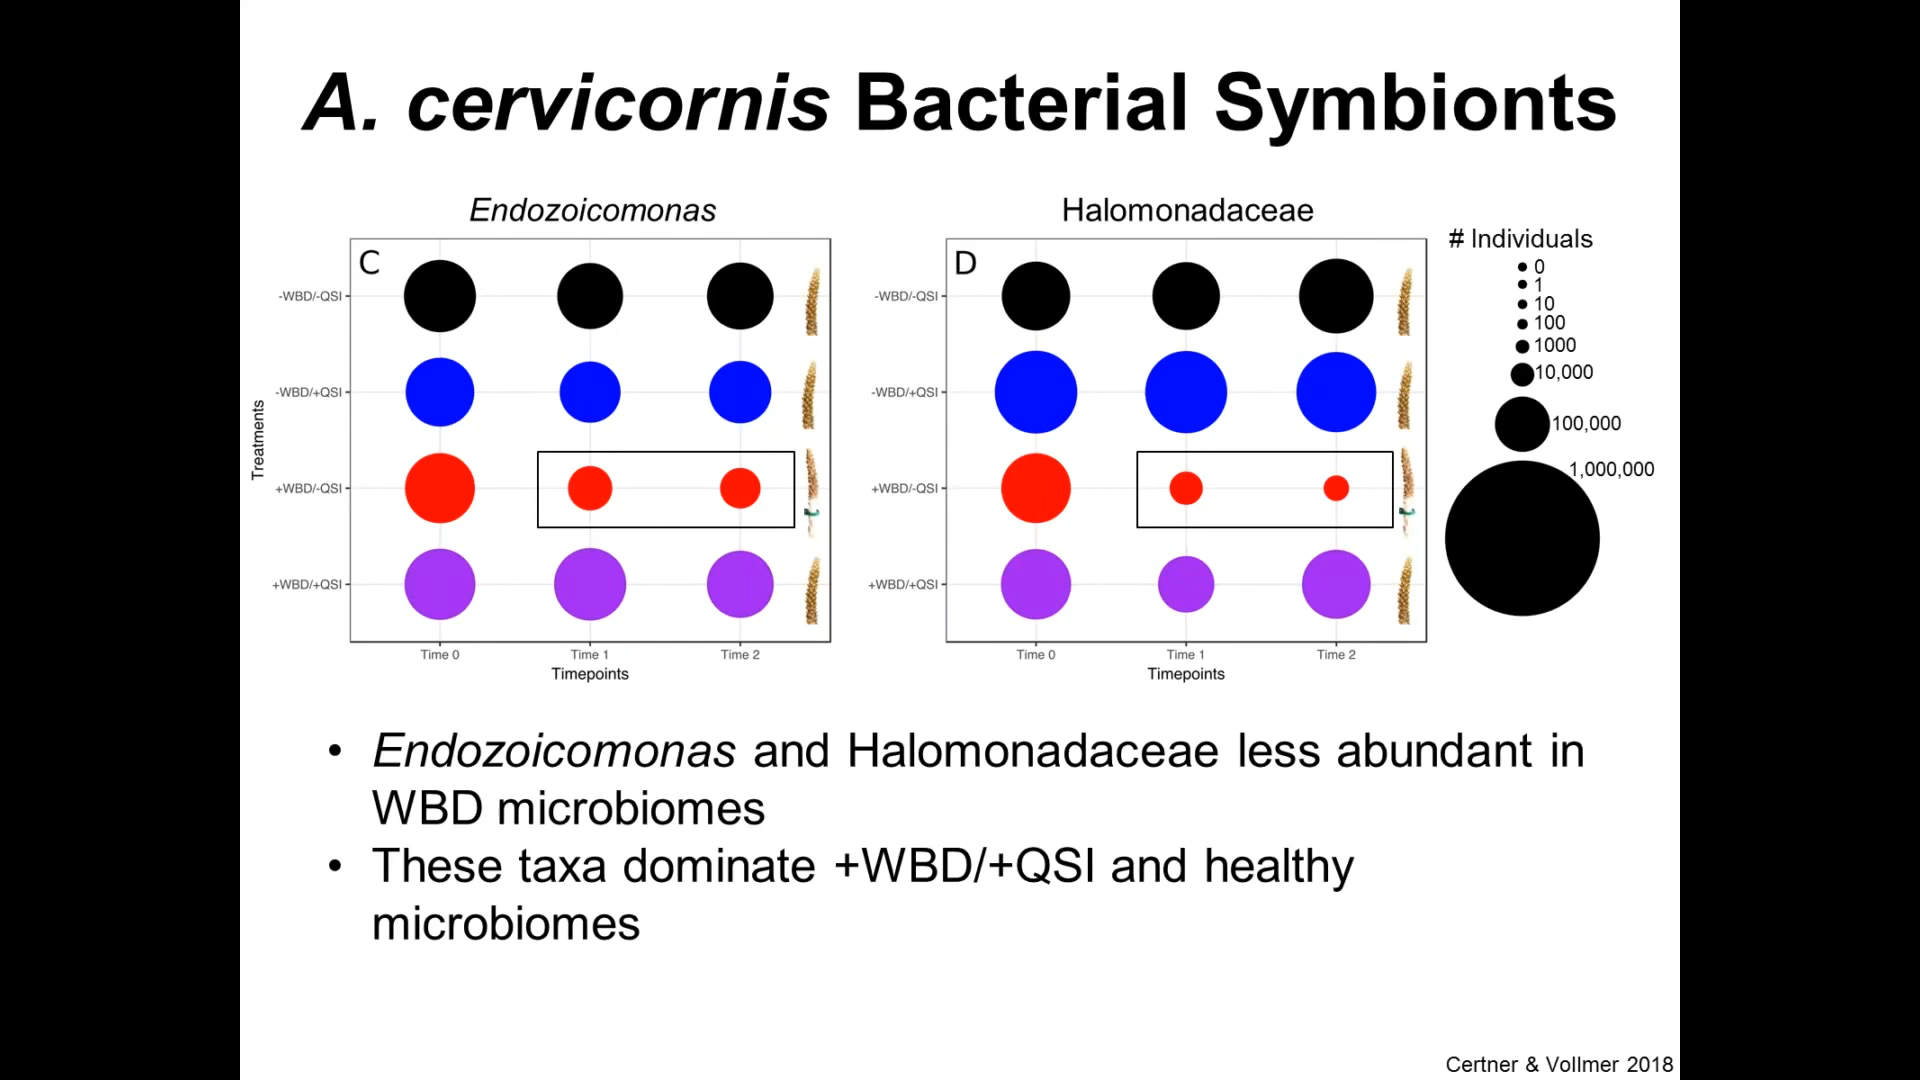 A. cervicornis Bacterial Symbionts
Endozoicomonas
C
-WBD/-QSI
-WBD/+QSI
+WBD/-QSI
+WBD/+QSI
Treatments
Time 0 Time 1 Time 2
Timepoints
Halomonadaceae
D
-WBD/-QSI
-WBD/+QSI
+WBD/-QSI
+WBD/+QSI
Time 0 Time 1 Time 2
Timepoints
# Individuals
0
1
10
100
1000
10,000
100,000
1,000,000
• Endozoicomonas and Halomonadaceae less abundant in
WBD microbiomes
• These taxa dominate +WBD/+QSI and healthy
microbiomes
Certner & Vollmer 2018